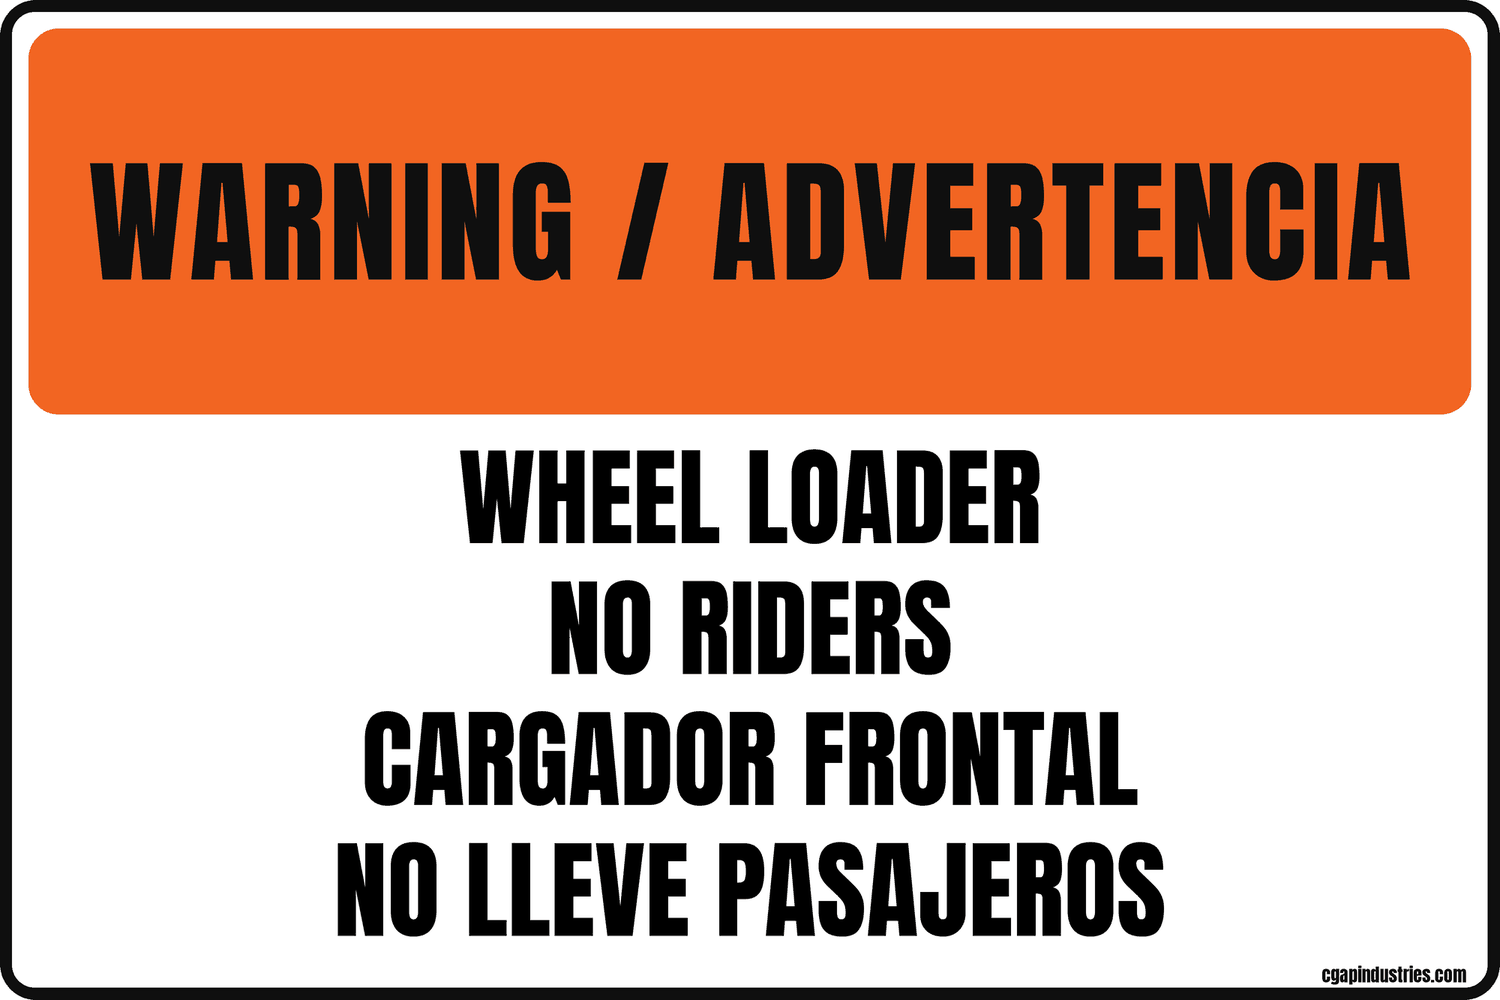 WARNING / ADVERTENCIA
WHEEL LOADER
NO RIDERS
CARGADOR FRONTAL
NO LLEVE PASAJEROS
cgapindustries.com